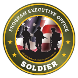 PROGRAM EXECUTIVE OFFICE
SOLDIER